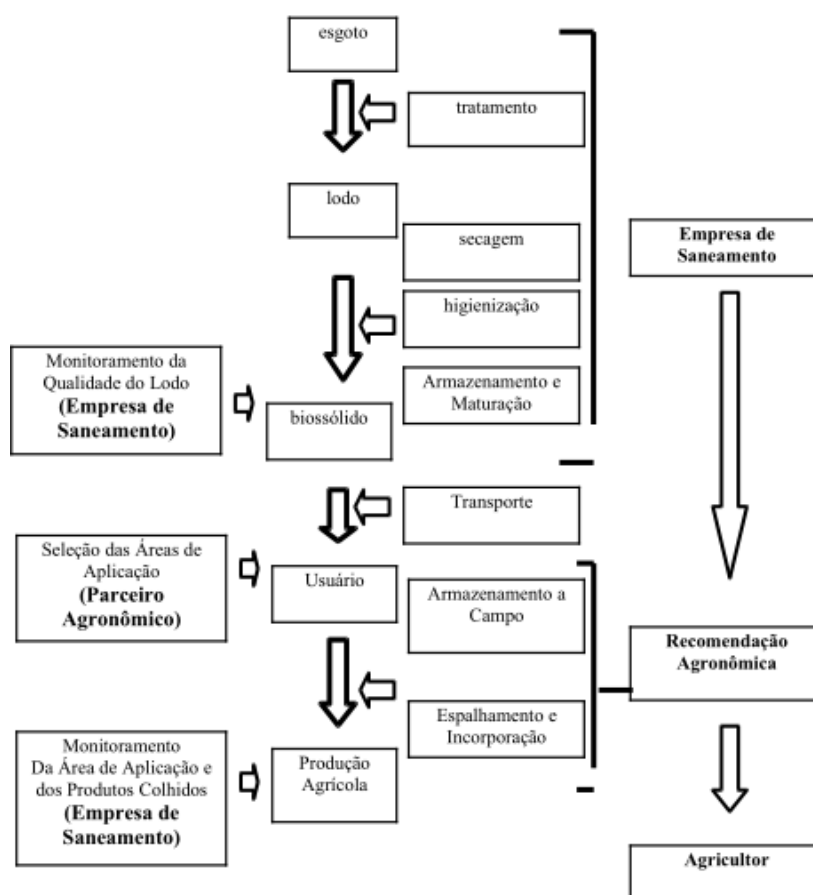 esgoto
tratamento
lodo
secagem
Empresa de
Saneamento
higienização
Monitoramento da
Qualidade do Lodo
(Empresa de
Saneamento)
Armazenamento e
Maturação
biossólido
Transporte
Seleção das Áreas de
Aplicação
(Parceiro
Agronômico)
Usuário
Armazenamento a
Campo
Recomendação
Agronômica
Espalhamento e
Incorporação
Monitoramento
Da Área de Aplicação e
dos Produtos Colhidos
(Empresa de
Saneamento)
Produção
Agrícola
Agricultor